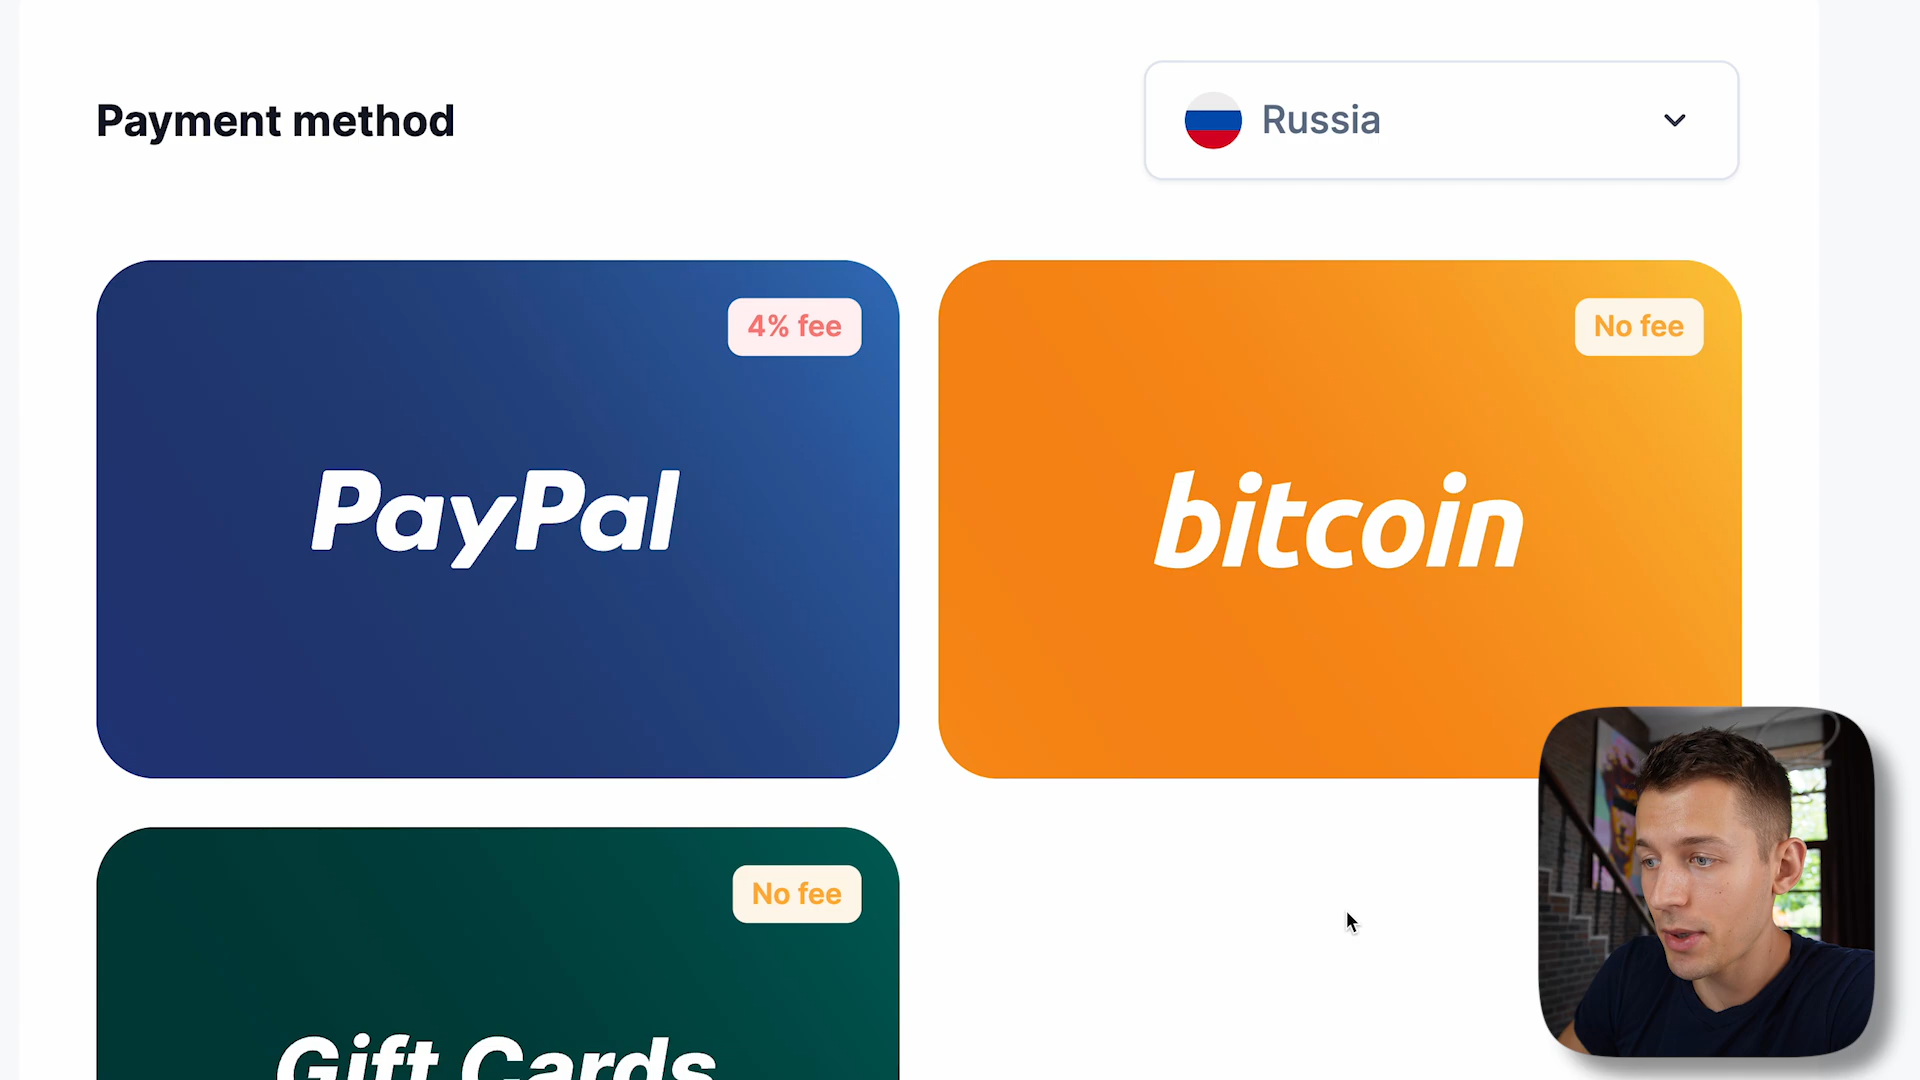 Payment method
Russia
4% fee
PayPal
No fee
bitcoin
No fee
Gift Cards